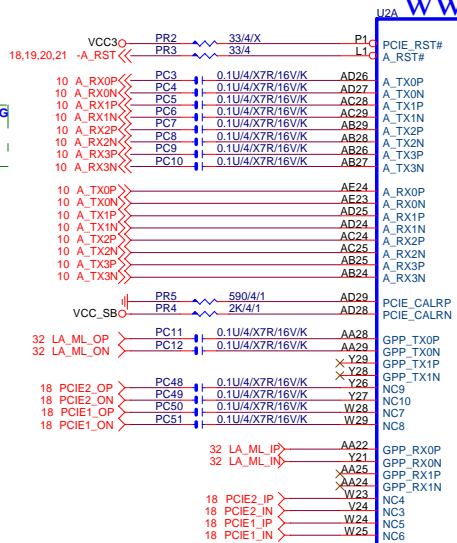 U2A
VCC3 PR2 33/4/X P1 PCIE_RST#
18,19,20,21 -A_RST PR3 33/4 L1 A_RST#
G
10 A_RX0P PC3 0.1U/4/X7R/16V/K AD26 A_TX0P
10 A_RX0N PC4 0.1U/4/X7R/16V/K AD27 A_TX0N
10 A_RX1P PC5 0.1U/4/X7R/16V/K AC28 A_TX1P
10 A_RX1N PC6 0.1U/4/X7R/16V/K AC29 A_TX1N
10 A_RX2P PC7 0.1U/4/X7R/16V/K AB29 A_TX2P
10 A_RX2N PC8 0.1U/4/X7R/16V/K AB28 A_TX2N
10 A_RX3P PC9 0.1U/4/X7R/16V/K AB26 A_TX3P
10 A_RX3N PC10 0.1U/4/X7R/16V/K AB27 A_TX3N
10 A_TX0P AE24 A_RX0P
10 A_TX0N AE23 A_RX0N
10 A_TX1P AD25 A_RX1P
10 A_TX1N AD24 A_RX1N
10 A_TX2P AC24 A_RX2P
10 A_TX2N AC25 A_RX2N
10 A_TX3P AB25 A_RX3P
10 A_TX3N AB24 A_RX3N
PR5 590/4/1 AD29 PCIE_CALRP
VCC_SB PR4 2K/4/1 AD28 PCIE_CALRN
32 LA_ML_OP PC11 0.1U/4/X7R/16V/K AA28 GPP_TX0P
32 LA_ML_ON PC12 0.1U/4/X7R/16V/K AA29 GPP_TX0N
Y29 GPP_TX1P
Y28 GPP_TX1N
18 PCIE2_OP PC48 0.1U/4/X7R/16V/K Y26 NC9
18 PCIE2_ON PC49 0.1U/4/X7R/16V/K Y27 NC10
18 PCIE1_OP PC50 0.1U/4/X7R/16V/K W28 NC7
18 PCIE1_ON PC51 0.1U/4/X7R/16V/K W29 NC8
32 LA_ML_IP AA22 GPP_RX0P
32 LA_ML_IN Y21 GPP_RX0N
AA25 GPP_RX1P
AA24 GPP_RX1N
18 PCIE2_IP W23 NC4
18 PCIE2_IN V24 NC3
18 PCIE1_IP W24 NC5
18 PCIE1_IN W25 NC6